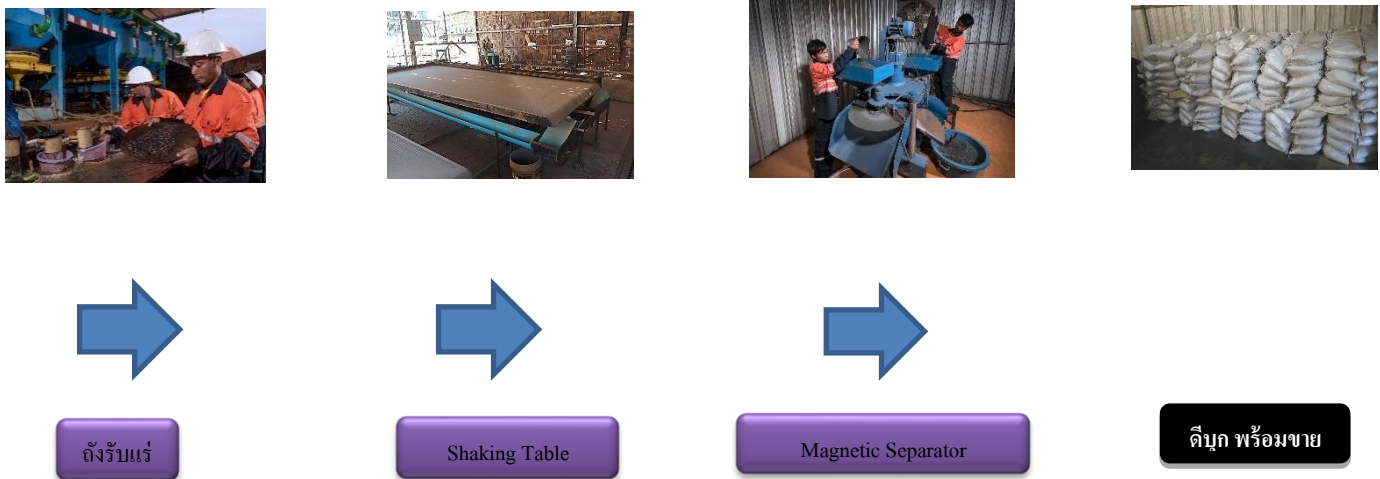 ถังรับแร่
Shaking Table
Magnetic Separator
ดีบุก พร้อมขาย